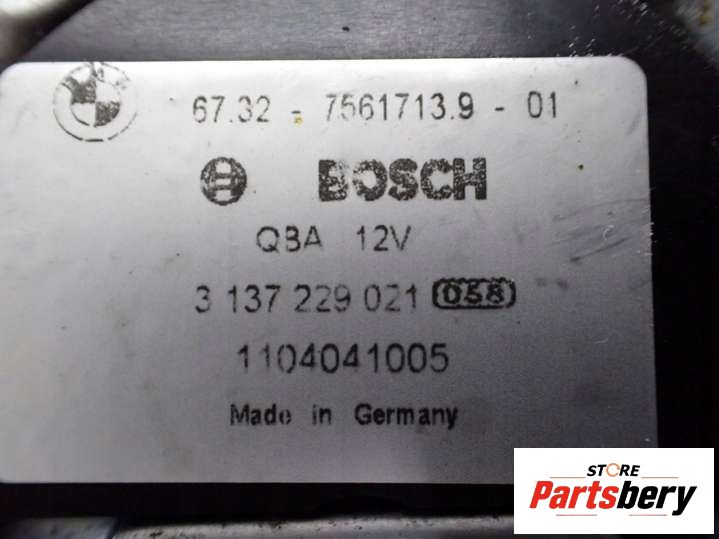 67.32 - 7561713.9 - 01
BOSCH
QBA 12V
3 137 229 021 058
1104041005
Made in Germany
STORE
Partsbery